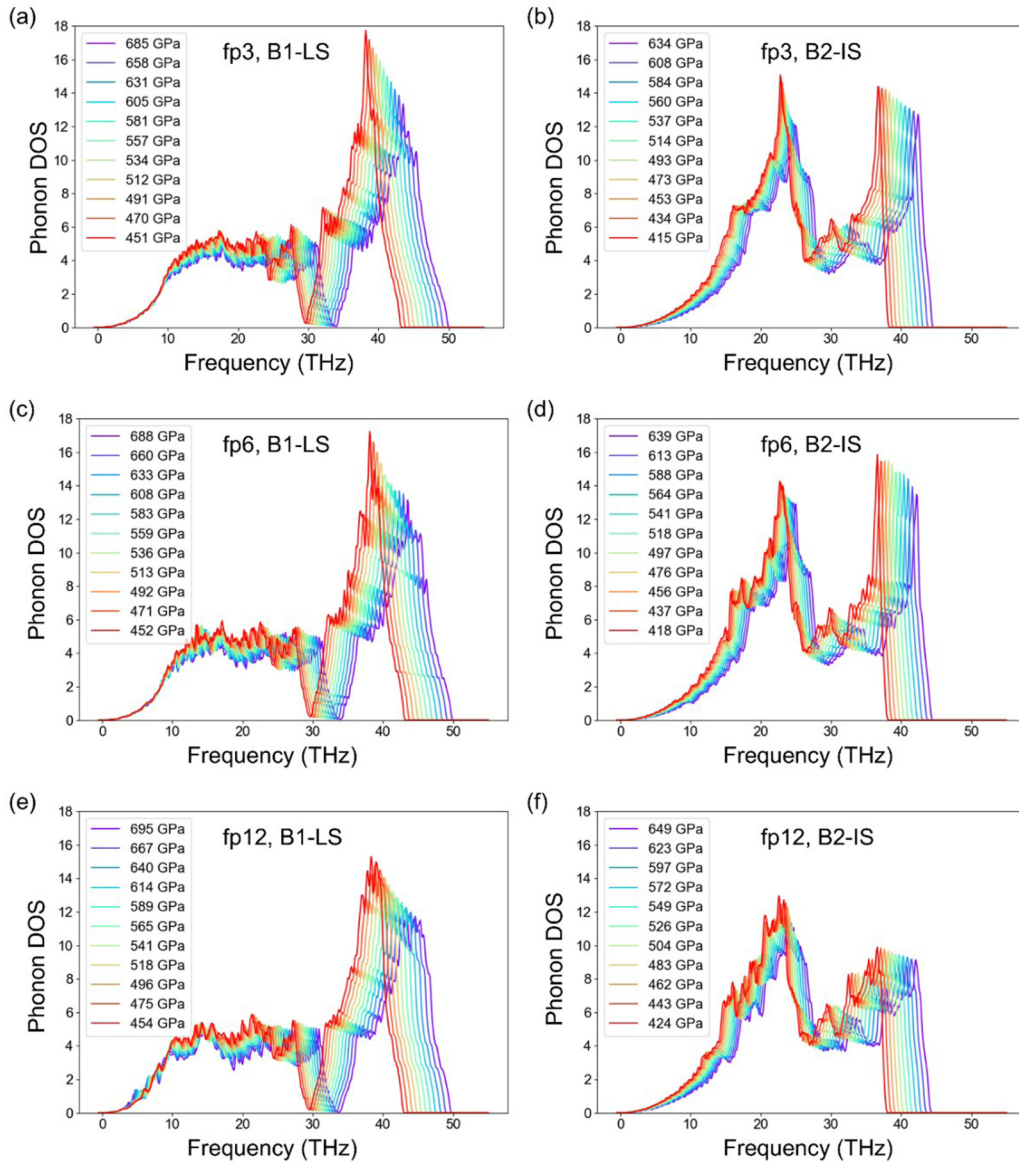 (a)
18
16
14
12
10
8
6
4
2
0
Phonon DOS
685 GPa
658 GPa
631 GPa
605 GPa
581 GPa
557 GPa
534 GPa
512 GPa
491 GPa
470 GPa
451 GPa
fp3, B1-LS
0 10 20 30 40 50
Frequency (THz)
(b)
18
16
14
12
10
8
6
4
2
0
Phonon DOS
634 GPa
608 GPa
584 GPa
560 GPa
537 GPa
514 GPa
493 GPa
473 GPa
453 GPa
434 GPa
415 GPa
fp3, B2-IS
0 10 20 30 40 50
Frequency (THz)
(c)
18
16
14
12
10
8
6
4
2
0
Phonon DOS
688 GPa
660 GPa
633 GPa
608 GPa
583 GPa
559 GPa
536 GPa
513 GPa
492 GPa
471 GPa
452 GPa
fp6, B1-LS
0 10 20 30 40 50
Frequency (THz)
(d)
18
16
14
12
10
8
6
4
2
0
Phonon DOS
639 GPa
613 GPa
588 GPa
564 GPa
541 GPa
518 GPa
497 GPa
476 GPa
456 GPa
437 GPa
418 GPa
fp6, B2-IS
0 10 20 30 40 50
Frequency (THz)
(e)
18
16
14
12
10
8
6
4
2
0
Phonon DOS
695 GPa
667 GPa
640 GPa
614 GPa
589 GPa
565 GPa
541 GPa
518 GPa
496 GPa
475 GPa
454 GPa
fp12, B1-LS
0 10 20 30 40 50
Frequency (THz)
(f)
18
16
14
12
10
8
6
4
2
0
Phonon DOS
649 GPa
623 GPa
597 GPa
572 GPa
549 GPa
526 GPa
504 GPa
483 GPa
462 GPa
443 GPa
424 GPa
fp12, B2-IS
0 10 20 30 40 50
Frequency (THz)